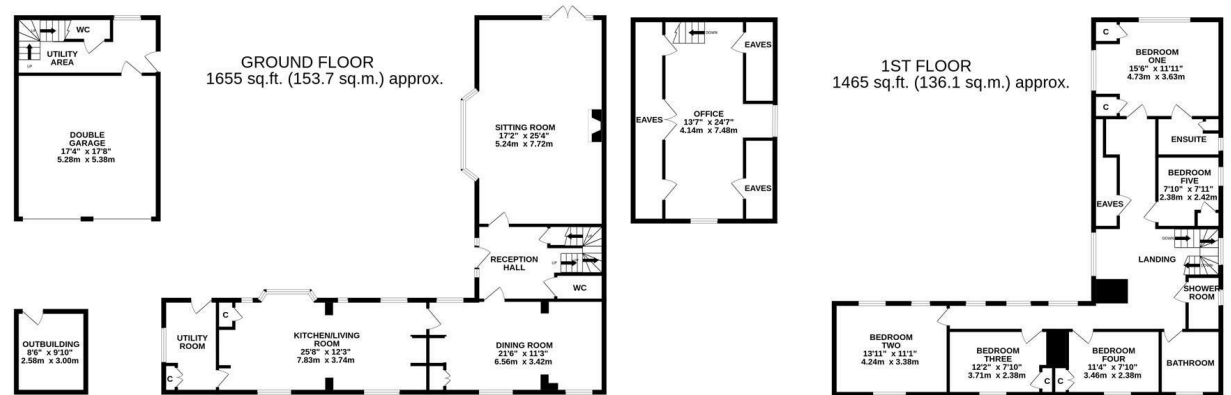 WC
UP
UTILITY
AREA
DOUBLE
GARAGE
17'4" x 17'8"
5.28m x 5.38m
GROUND FLOOR
1655 sq.ft. (153.7 sq.m.) approx.
SITTING ROOM
17'2" x 25'4"
5.24m x 7.72m
RECEPTION
HALL
UP
UP
WC
OUTBUILDING
8'6" x 9'10"
2.58m x 3.00m
UTILITY
ROOM
C
C
KITCHEN/LIVING
ROOM
25'8" x 12'3"
7.83m x 3.74m
DINING ROOM
21'6" x 11'3"
6.56m x 3.42m
DOWN
EAVES
EAVES
OFFICE
13'7" x 24'7"
4.14m x 7.48m
EAVES
1ST FLOOR
1465 sq.ft. (136.1 sq.m.) approx.
C
BEDROOM
ONE
15'6" x 11'11"
4.73m x 3.63m
C
ENSUITE
BEDROOM
FIVE
7'10" x 7'11"
2.38m x 2.42m
EAVES
DOWN
LANDING
DOWN
SHOWER
ROOM
BEDROOM
TWO
13'11" x 11'1"
4.24m x 3.38m
BEDROOM
THREE
12'2" x 7'10"
3.71m x 2.38m
C
C
BEDROOM
FOUR
11'4" x 7'10"
3.46m x 2.38m
BATHROOM